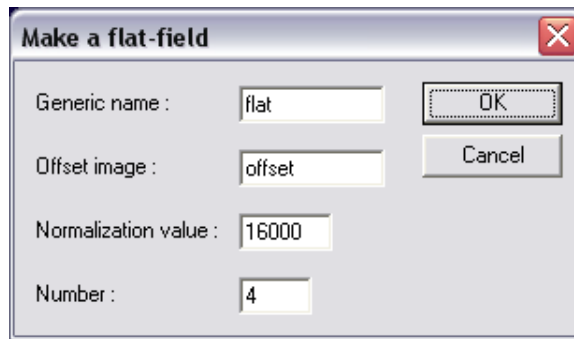 Make a flat-field
Generic name : flat OK
Offset image : offset Cancel
Normalization value : 16000
Number : 4